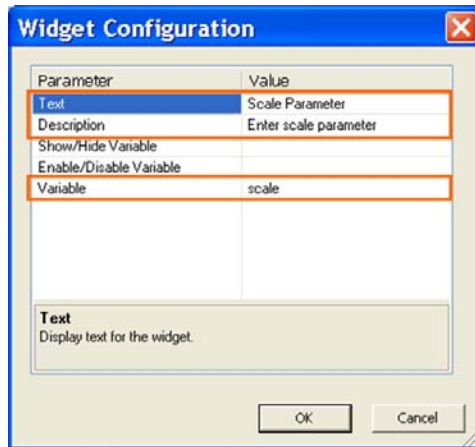 Widget Configuration
Parameter Value
Text Scale Parameter
Description Enter scale parameter
Show/Hide Variable
Enable/Disable Variable
Variable scale
Text
Display text for the widget.
OK Cancel